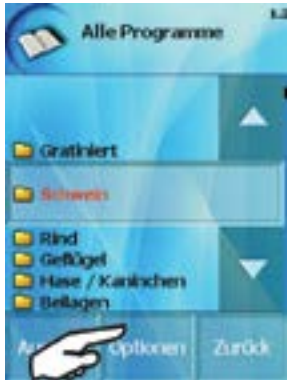 Alle Programme
Gratiniert
Schwein
Rind
Geflügel
Hase / Kaninchen
Beilagen
Optionen Zurück